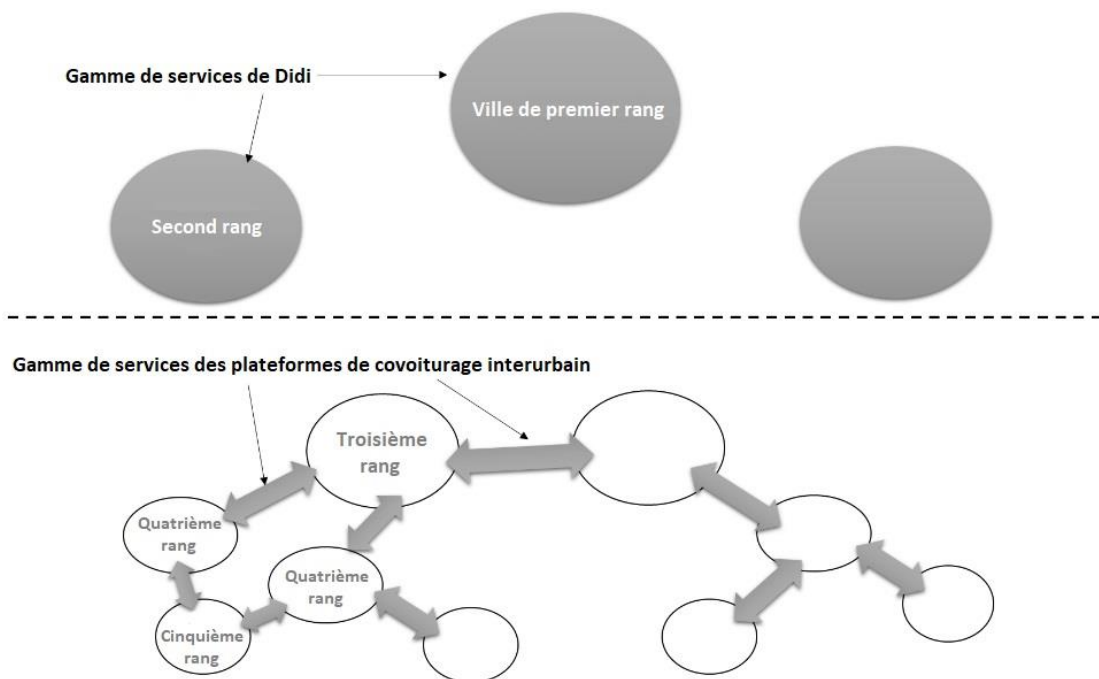 Gamme de services de Didi
Ville de premier rang
Second rang
Gamme de services des plateformes de covoiturage interurbain
Troisième
rang
Quatrième
rang
Quatrième
rang
Cinquième
rang